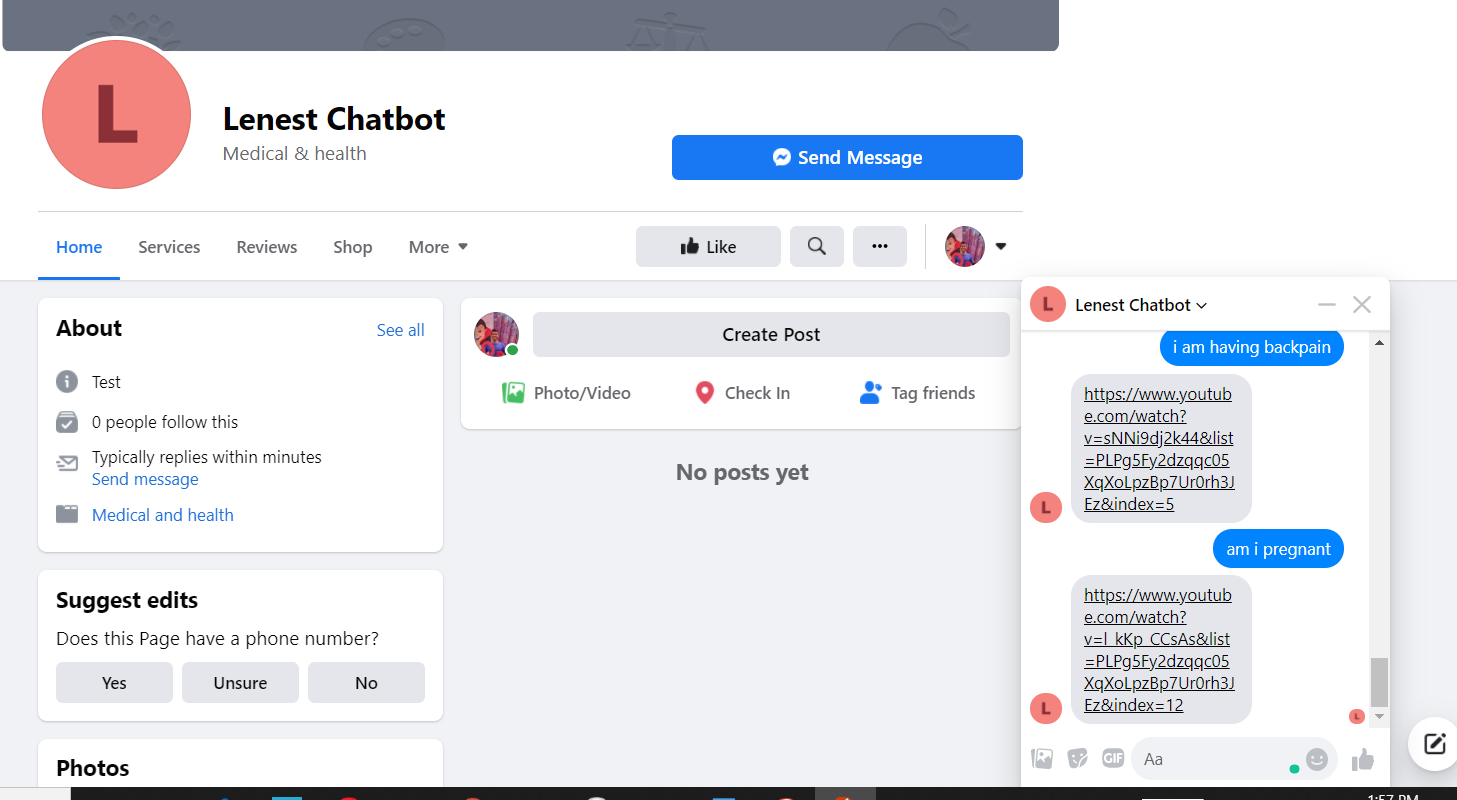 L
Lenest Chatbot
Medical & health
Send Message
Home
Services
Reviews
Shop
More
Like
About
See all
Test
0 people follow this
Typically replies within minutes
Send message
Medical and health
Suggest edits
Does this Page have a phone number?
Yes
Unsure
No
Photos
Create Post
Photo/Video
Check In
Tag friends
No posts yet
L
Lenest Chatbot
i am having backpain
https://www.youtub
e.com/watch?
v=sNNi9dj2k44&list
=PLPg5Fy2dzqqc05
XqXoLpzBp7Ur0rh3J
Ez&index=5
L
am i pregnant
https://www.youtub
e.com/watch?
v=l_kKp_CCsAs&list
=PLPg5Fy2dzqqc05
XqXoLpzBp7Ur0rh3J
Ez&index=12
L
L
GIF
Aa
1:57 PM